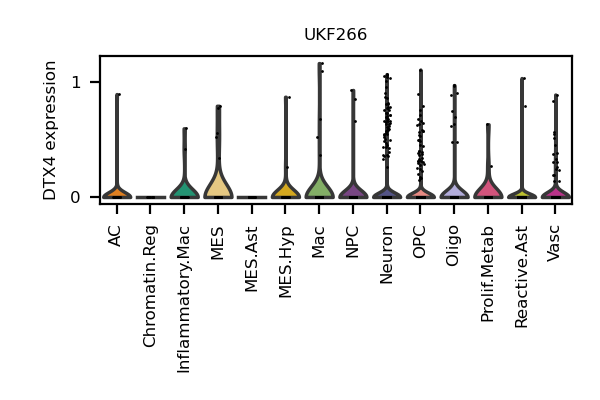 UKF266
DTX4 expression
1
0
AC
Chromatin.Reg
Inflammatory.Mac
MES
MES.Ast
MES.Hyp
Mac
NPC
Neuron
OPC
Oligo
Prolif.Metab
Reactive.Ast
Vasc